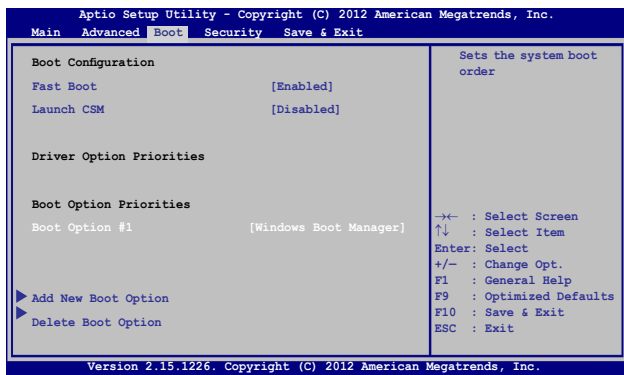 Aptio Setup Utility - Copyright (C) 2012 American Megatrends, Inc.
Main Advanced Boot Security Save & Exit
Boot Configuration
Fast Boot [Enabled]
Launch CSM [Disabled]
Driver Option Priorities
Boot Option Priorities
Boot Option #1 [Windows Boot Manager]
Add New Boot Option
Delete Boot Option
Sets the system boot
order
→← : Select Screen
↑↓ : Select Item
Enter: Select
+/— : Change Opt.
F1 : General Help
F9 : Optimized Defaults
F10 : Save & Exit
ESC : Exit
Version 2.15.1226. Copyright (C) 2012 American Megatrends, Inc.